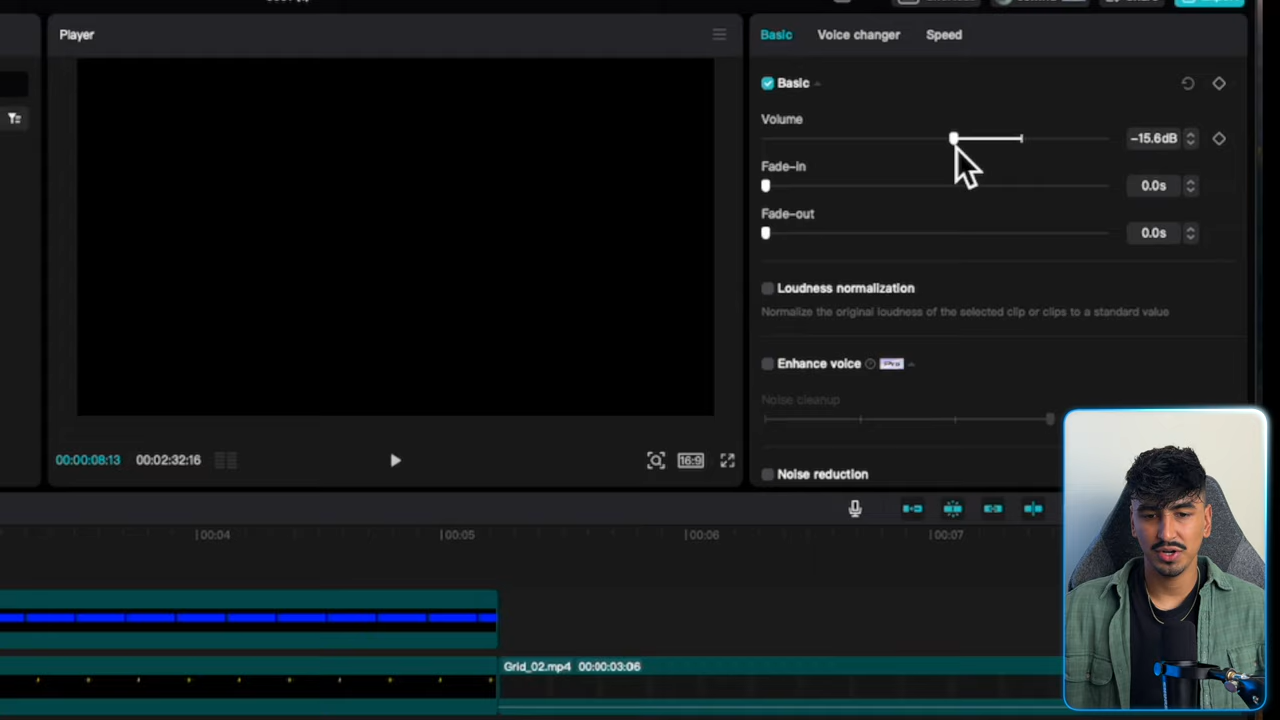 Player
Basic Voice changer Speed
Basic
Volume
-15.6dB
Fade-in
0.0s
Fade-out
0.0s
Loudness normalization
Normalize the original loudness of the selected clip or clips to a standard value
Enhance voice Pro
Noise cleanup
00:00:08:13 00:02:32:16
16:9
Noise reduction
00:04 00:05 00:06 00:07
Grid_02.mp4 00:00:03:06